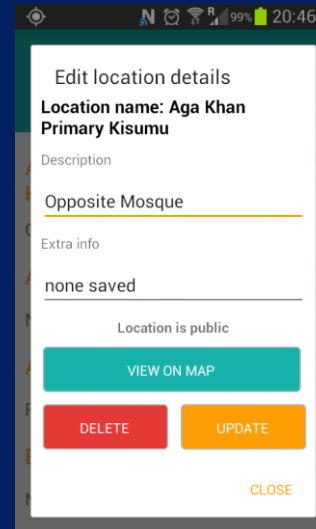 R 99% 20:46
Edit location details
Location name: Aga Khan
Primary Kisumu
Description
Opposite Mosque
Extra info
none saved
Location is public
VIEW ON MAP
DELETE
UPDATE
CLOSE